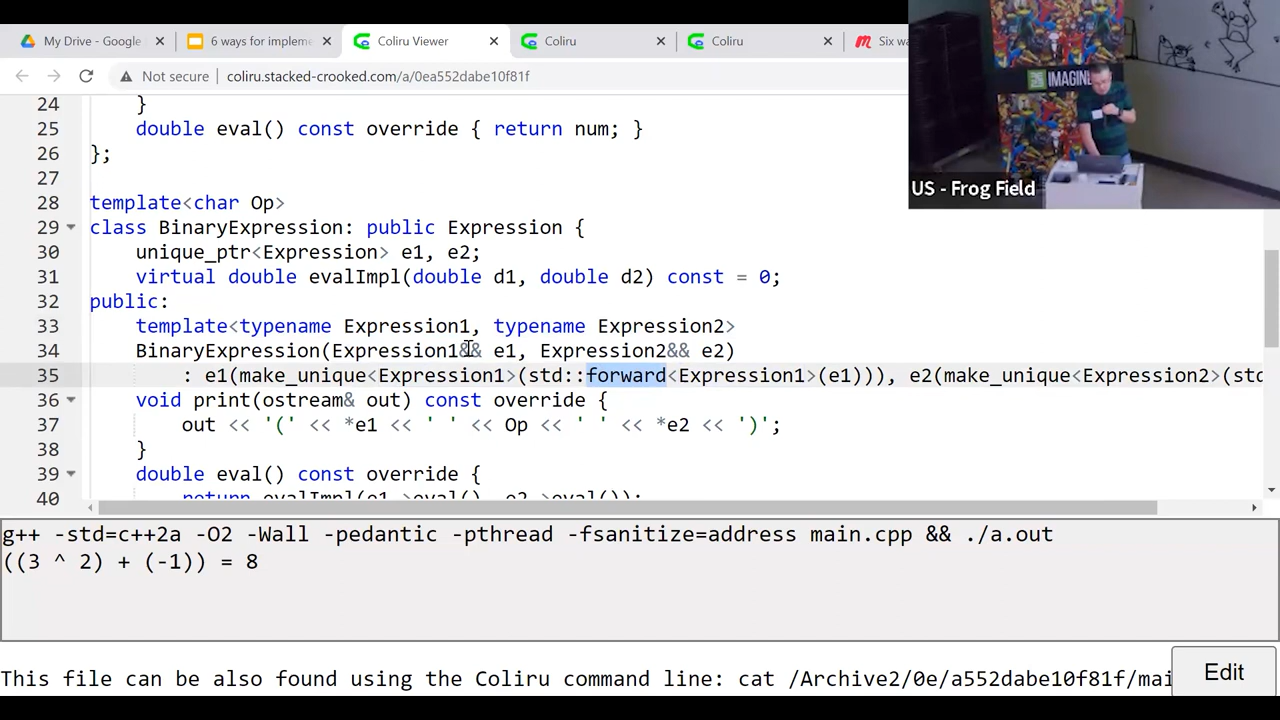 My Drive - Google
6 ways for impleme
Coliru Viewer
Coliru
Coliru
Six wa
Not secure
coliru.stacked-crooked.com/a/0ea552dabe10f81f
IMAGINE
US - Frog Field
24 }
25 double eval() const override { return num; }
26 };
27
28 template<char Op>
29 class BinaryExpression: public Expression {
30 unique_ptr<Expression> e1, e2;
31 virtual double evalImpl(double d1, double d2) const = 0;
32 public:
33 template<typename Expression1, typename Expression2>
34 BinaryExpression(Expression1&& e1, Expression2&& e2)
35 : e1(make_unique<Expression1>(std::forward<Expression1>(e1))), e2(make_unique<Expression2>(std
36 void print(ostream& out) const override {
37 out << '(' << *e1 << ' ' << Op << ' ' << *e2 << ')';
38 }
39 double eval() const override {
40 return evalImpl(e1->eval(), e2->eval());
g++ -std=c++2a -O2 -Wall -pedantic -pthread -fsanitize=address main.cpp && ./a.out
((3 ^ 2) + (-1)) = 8
This file can be also found using the Coliru command line: cat /Archive2/0e/a552dabe10f81f/mai
Edit